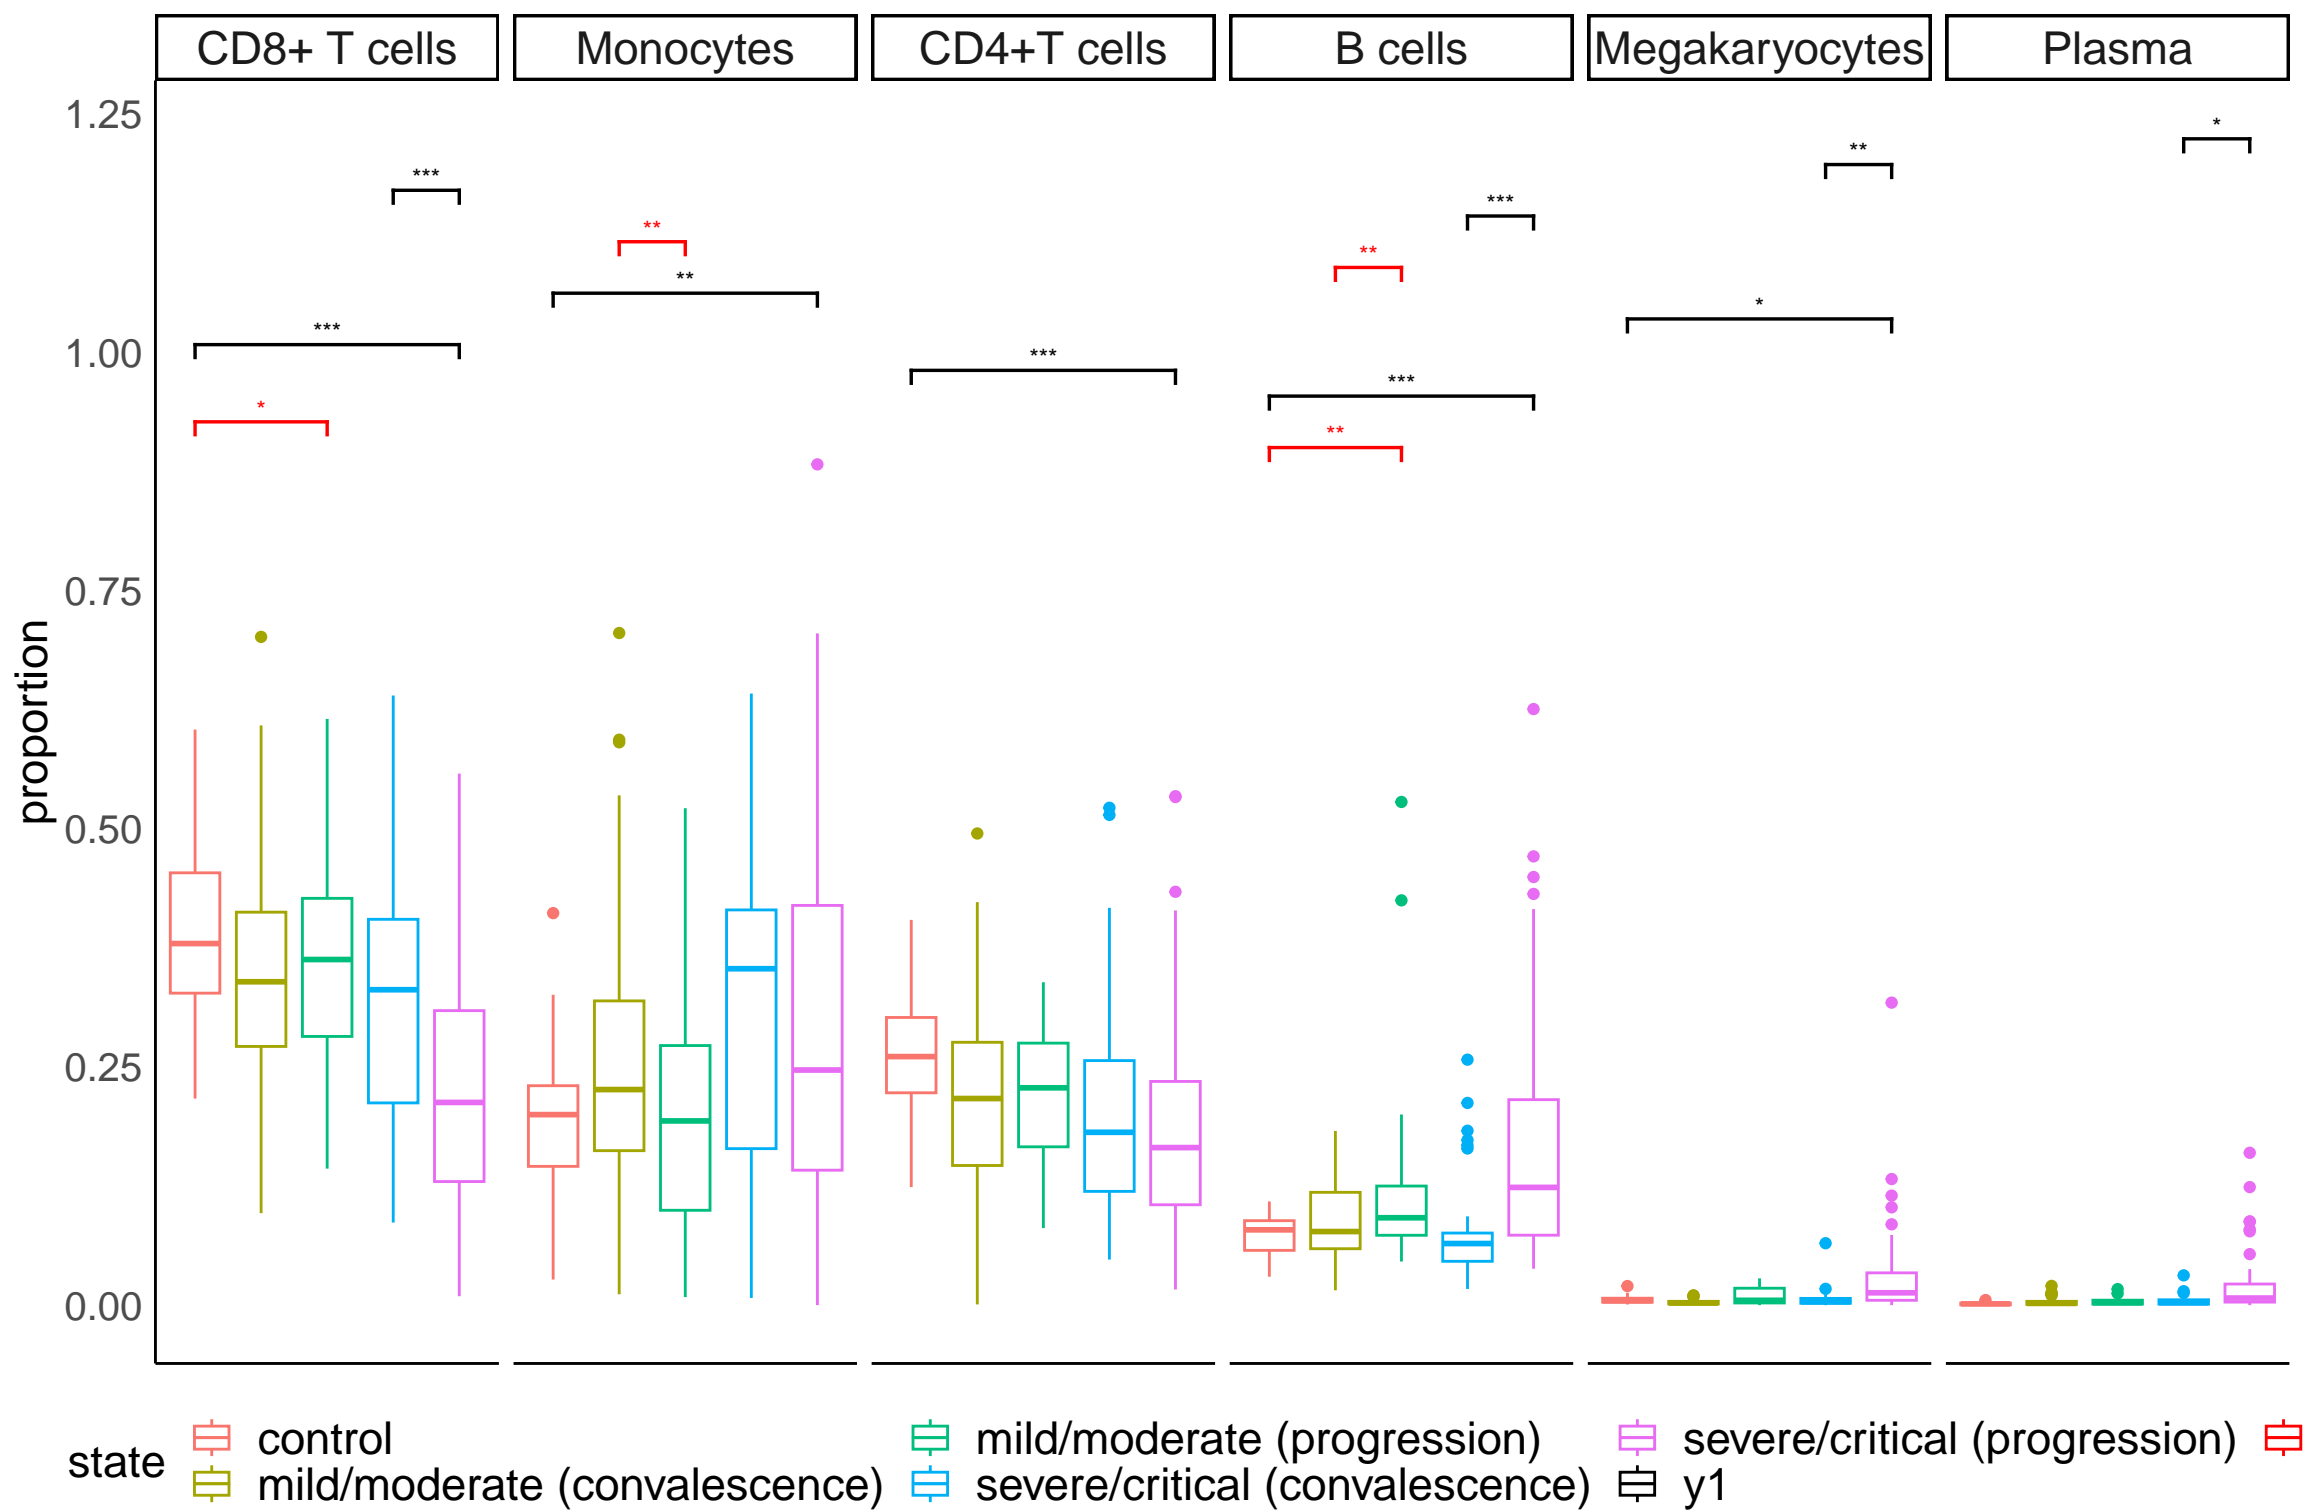 CD8+ T cells
Monocytes
CD4+T cells
B cells
Megakaryocytes
Plasma
1.25
1.00
0.75
0.50
0.25
0.00
proportion
***
***
*
**
**
***
***
**
***
**
**
*
*
state
control
mild/moderate (convalescence)
mild/moderate (progression)
severe/critical (convalescence)
severe/critical (progression)
y1